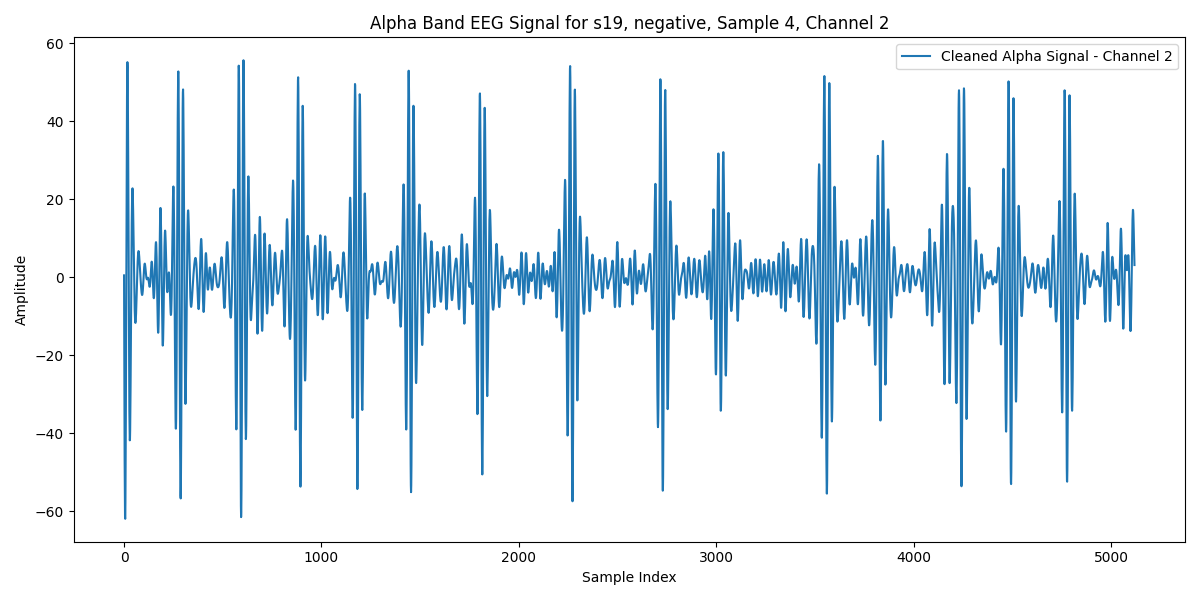 Alpha Band EEG Signal for s19, negative, Sample 4, Channel 2
Cleaned Alpha Signal - Channel 2
60
40
20
0
−20
−40
−60
Amplitude
0 1000 2000 3000 4000 5000
Sample Index